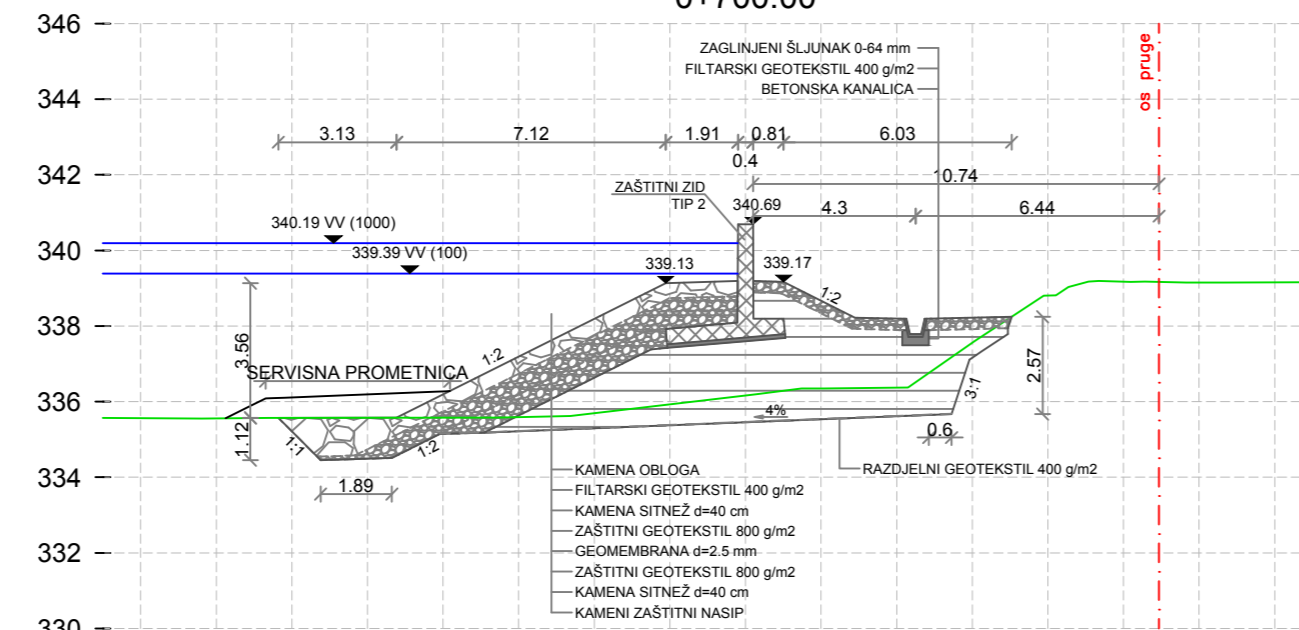 346
344
342
340
338
336
334
332
330
6+700.00
ZAGLINJENI ŠLJUNAK 0-64 mm
FILTARSKI GEOTEKSTIL 400 g/m2
BETONSKA KANALICA
os pruge
3.13
7.12
1.91
0.81
6.03
0.4
10.74
ZAŠTITNI ZID
TIP 2
340.69
4.3
6.44
340.19 VV (1000)
339.39 VV (100)
339.13
339.17
1:2
3.56
1:2
SERVISNA PROMETNICA
2.57
3:1
1.12
1:1
1:2
4%
0.6
1.89
RAZDJELNI GEOTEKSTIL 400 g/m2
KAMENA OBLOGA
FILTARSKI GEOTEKSTIL 400 g/m2
KAMENA SITNEŽ d=40 cm
ZAŠTITNI GEOTEKSTIL 800 g/m2
GEOMEMBRANA d=2.5 mm
ZAŠTITNI GEOTEKSTIL 800 g/m2
KAMENA SITNEŽ d=40 cm
KAMENI ZAŠTITNI NASIP